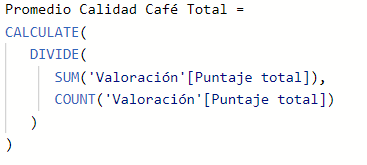 Promedio Calidad Café Total =
CALCULATE(
DIVIDE(
SUM('Valoración'[Puntaje total]),
COUNT('Valoración'[Puntaje total])
)
)